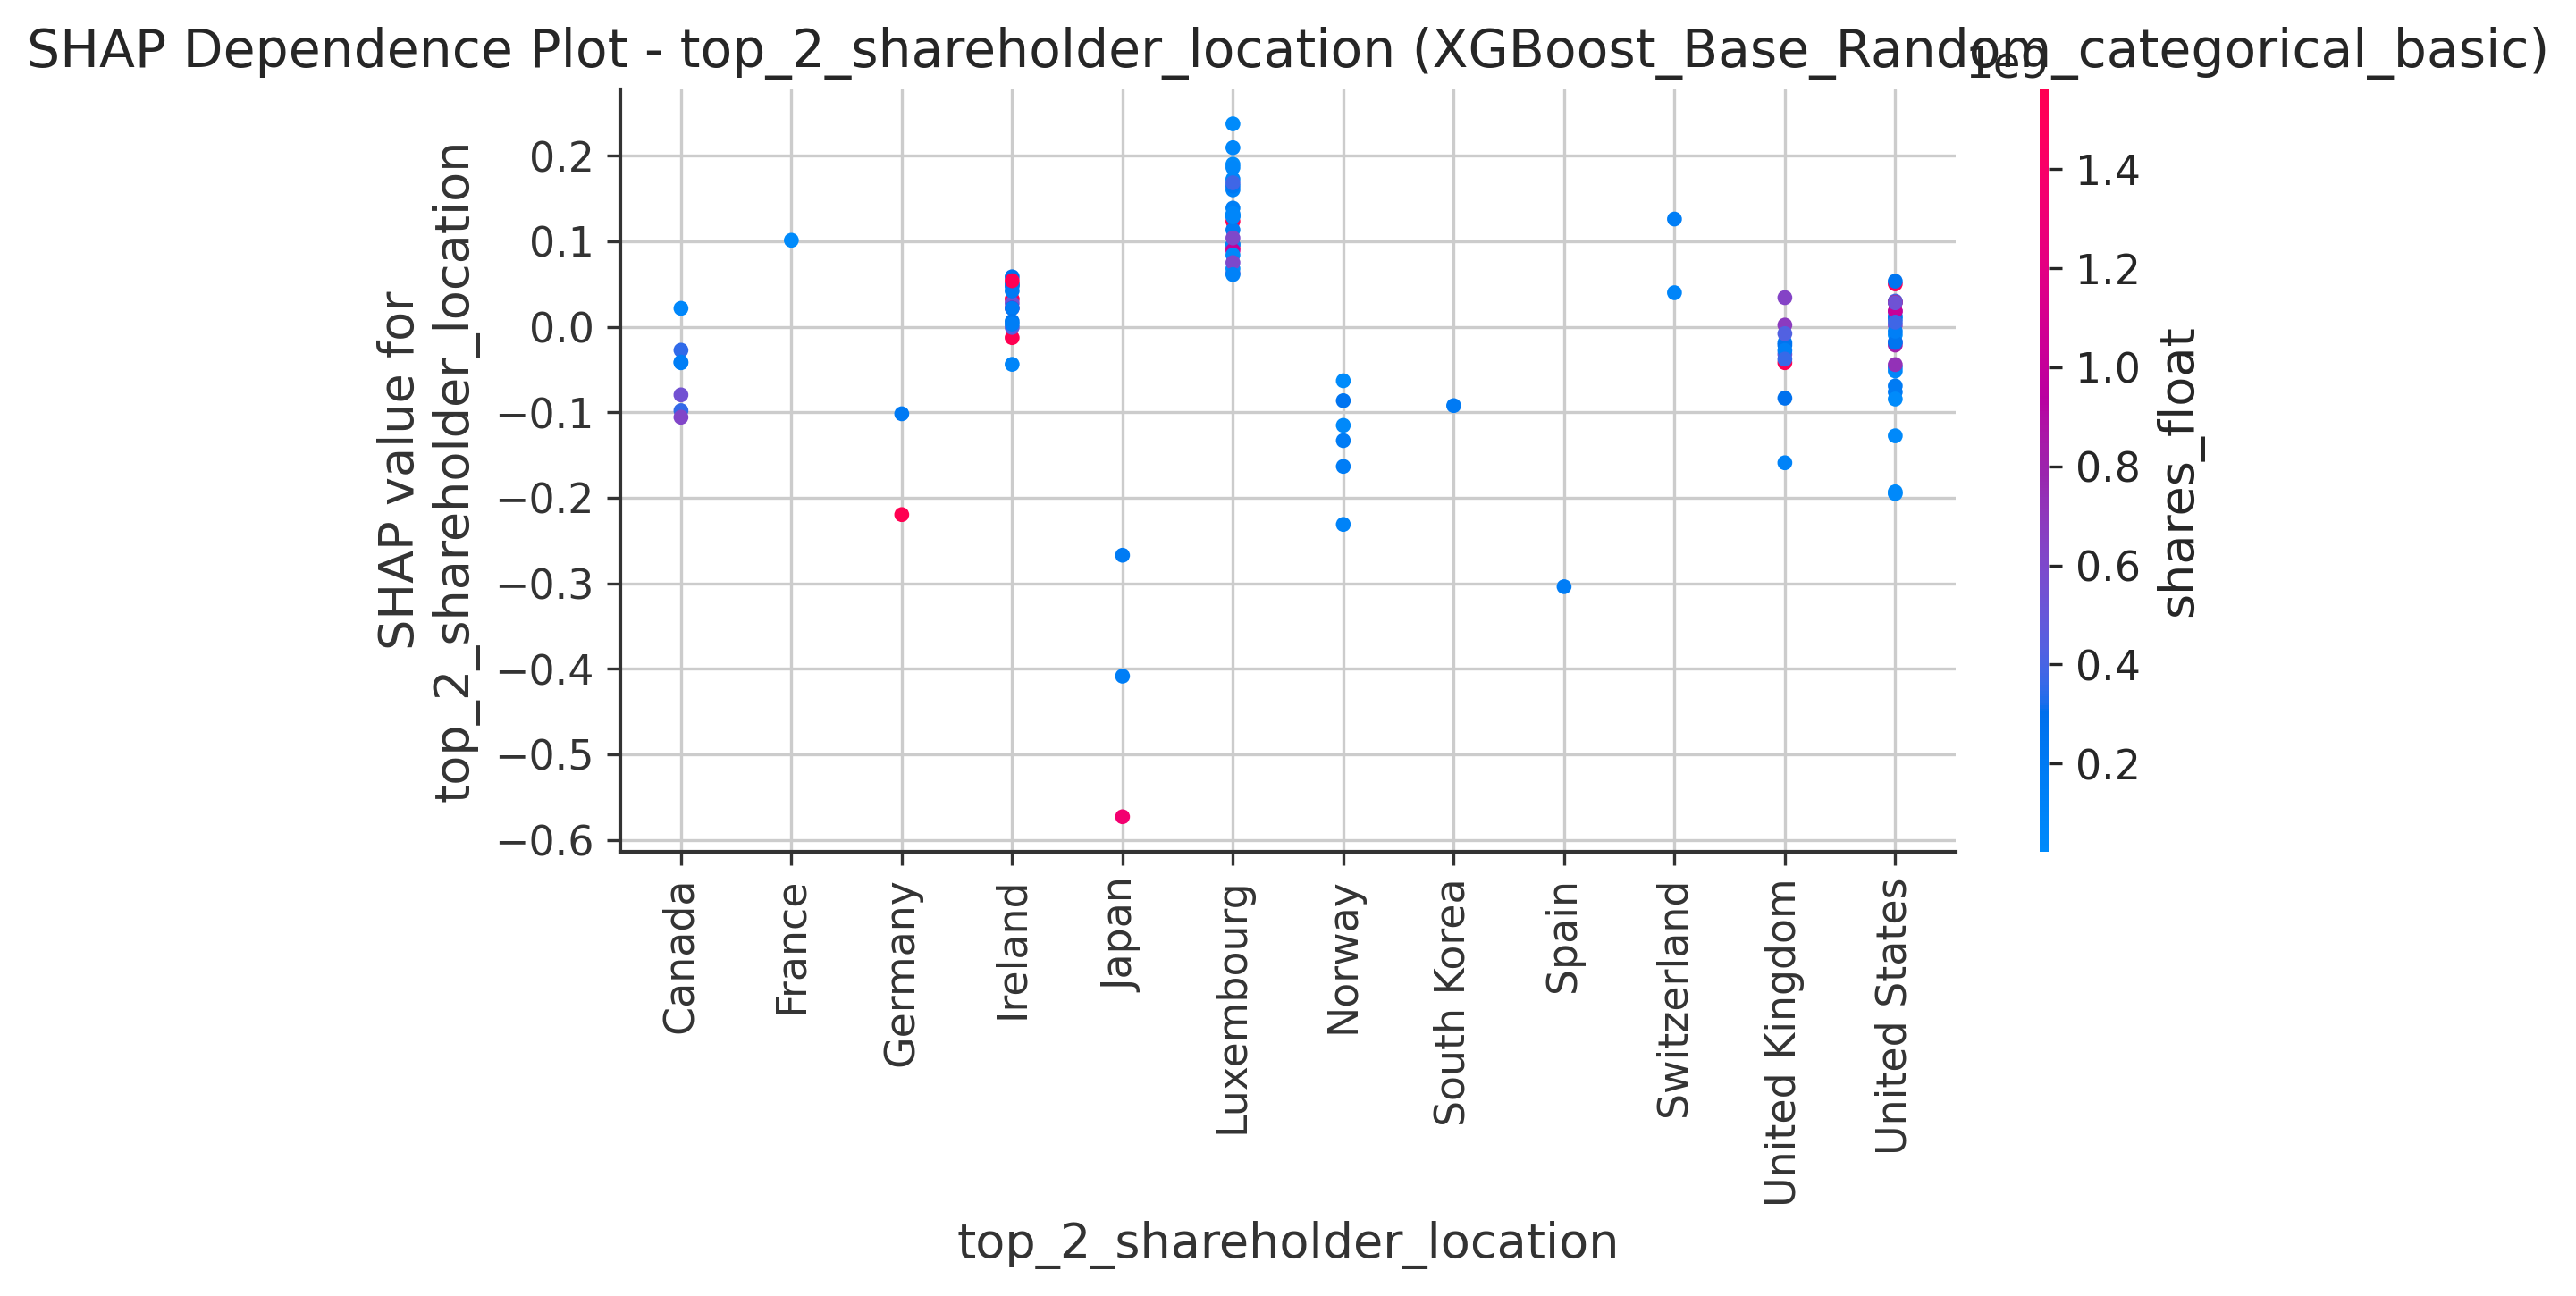 SHAP Dependence Plot - top_2_shareholder_location (XGBoost_Base_Random_categorical_basic)
1e9
SHAP value for
top_2_shareholder_location
0.2
0.1
0.0
−0.1
−0.2
−0.3
−0.4
−0.5
−0.6
Canada
France
Germany
Ireland
Japan
Luxembourg
Norway
South Korea
Spain
Switzerland
United Kingdom
United States
top_2_shareholder_location
1.4
1.2
1.0
0.8
0.6
0.4
0.2
shares_float